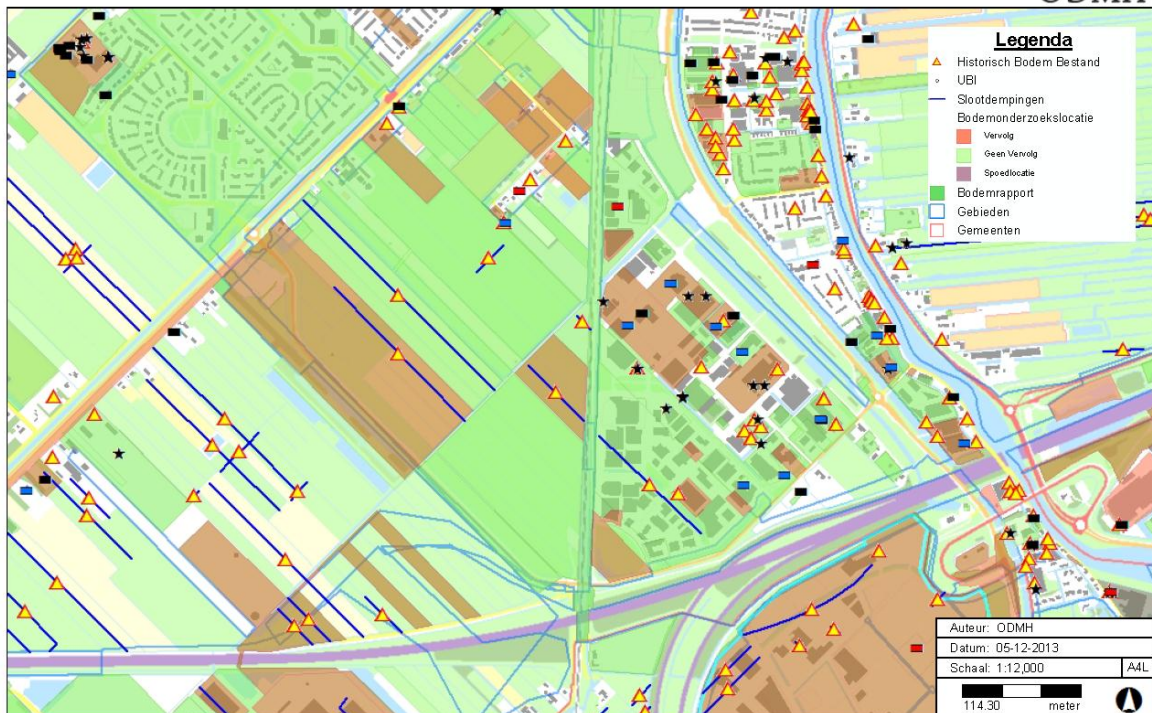 ODMH
Legenda
Historisch Bodem Bestand
UBI
Slootdempingen
Bodemonderzoekslocatie
Vervolg
Geen Vervolg
Spoedlocatie
Bodemrapport
Gebieden
Gemeenten
Auteur: ODMH
Datum: 05-12-2013
Schaal: 1:12,000 A4L
114.30 meter